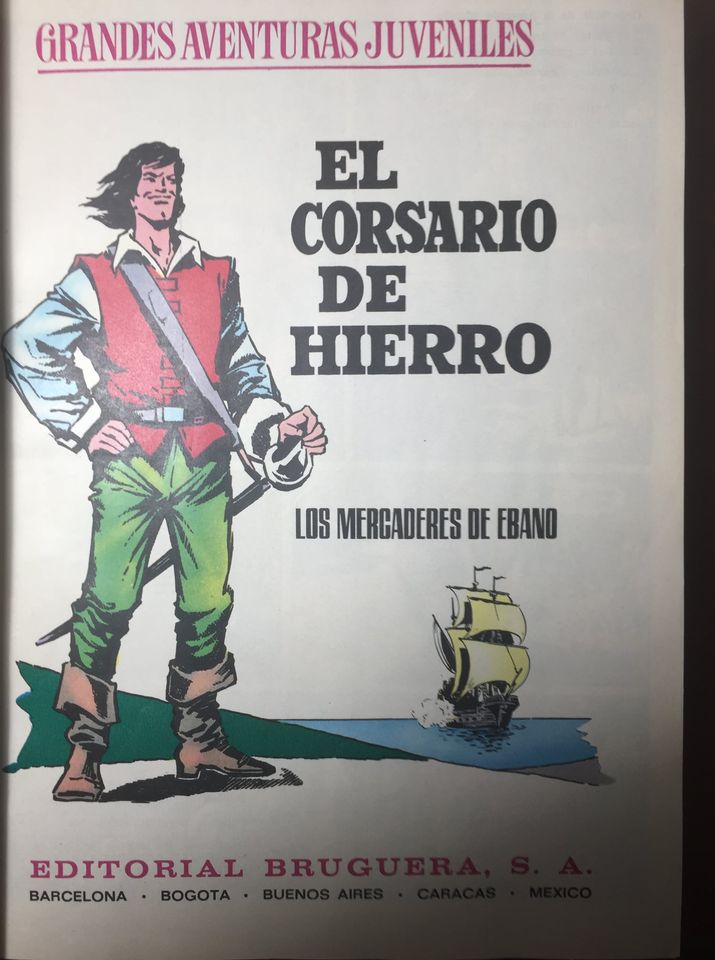 GRANDES AVENTURAS JUVENILES
EL
CORSARIO
DE
HIERRO
LOS MERCADERES DE EBANO
EDITORIAL BRUGUERA, S. A.
BARCELONA · BOGOTA · BUENOS AIRES · CARACAS · MEXICO